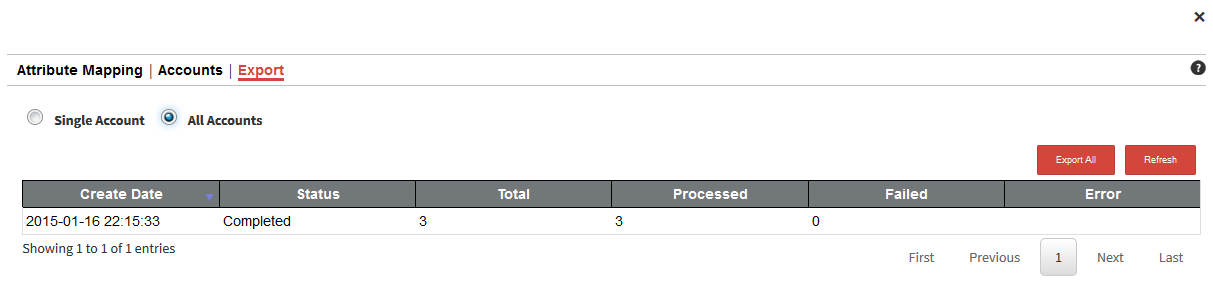 ×
Attribute Mapping | Accounts | Export ?
Single Account All Accounts
Export All Refresh
Create Date Status Total Processed Failed Error
2015-01-16 22:15:33 Completed 3 3 0
Showing 1 to 1 of 1 entries
First Previous 1 Next Last